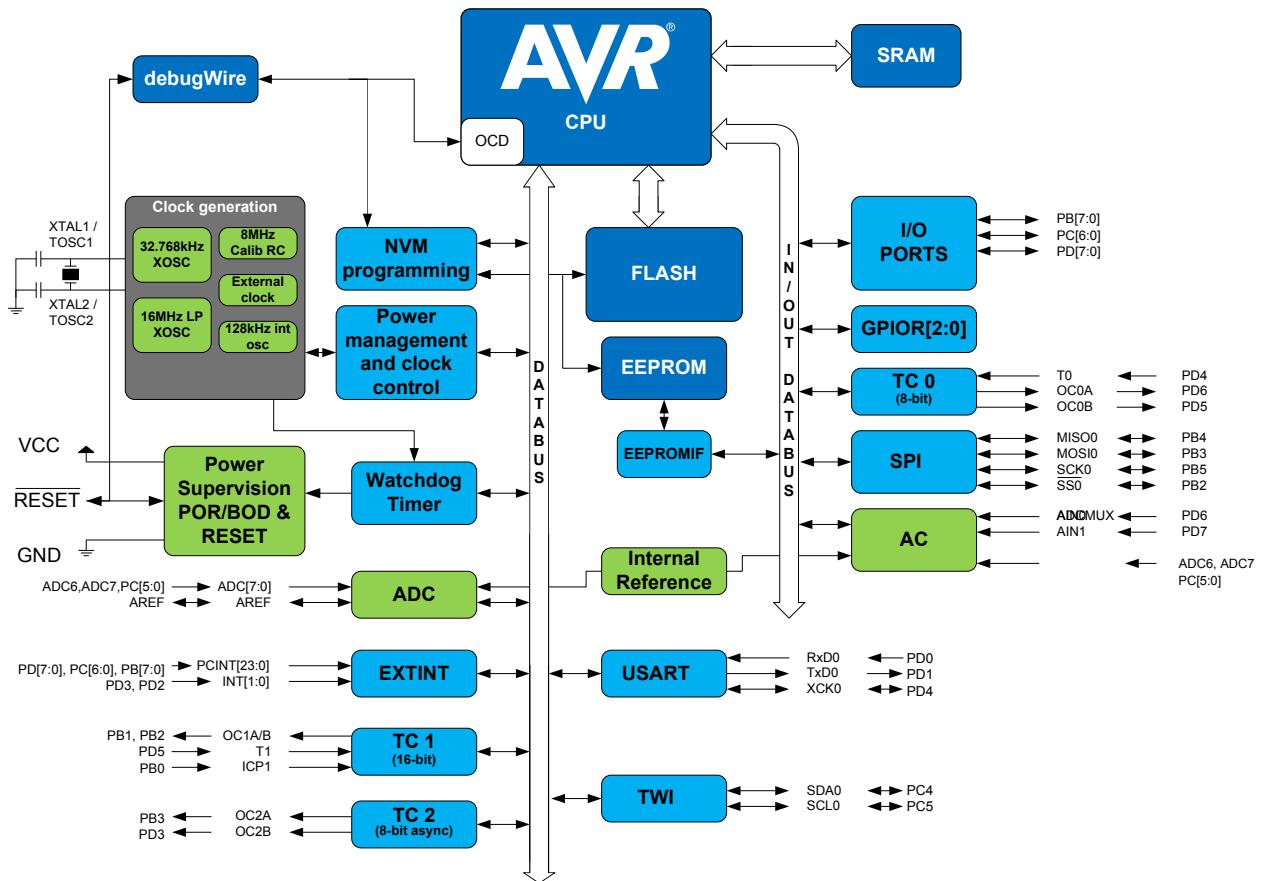 AVR®
CPU
OCD
SRAM
debugWire
Clock generation
32.768kHz
XOSC
8MHz
Calib RC
External
clock
16MHz LP
XOSC
128kHz int
osc
XTAL1 /
TOSC1
XTAL2 /
TOSC2
NVM
programming
Power
management
and clock
control
FLASH
EEPROM
EEPROMIF
DATABUS
IN/OUT DATABUS
I/O
PORTS
PB[7:0]
PC[6:0]
PD[7:0]
GPIOR[2:0]
TC 0
(8-bit)
T0 PD4
OC0A PD6
OC0B PD5
SPI
MISO0 PB4
MOSI0 PB3
SCK0 PB5
SS0 PB2
AC
PD6
AIN1 PD7
ADC6, ADC7
PC[5:0]
VCC
RESET
GND
Power
Supervision
POR/BOD &
RESET
Watchdog
Timer
Internal
Reference
ADC6,ADC7,PC[5:0] ADC[7:0]
AREF AREF
ADC
PD[7:0], PC[6:0], PB[7:0] PCINT[23:0]
PD3, PD2 INT[1:0]
EXTINT
USART
RxD0 PD0
TxD0 PD1
XCK0 PD4
PB1, PB2 OC1A/B
PD5 T1
PB0 ICP1
TC 1
(16-bit)
TWI
SDA0 PC4
SCL0 PC5
PB3 OC2A
PD3 OC2B
TC 2
(8-bit async)